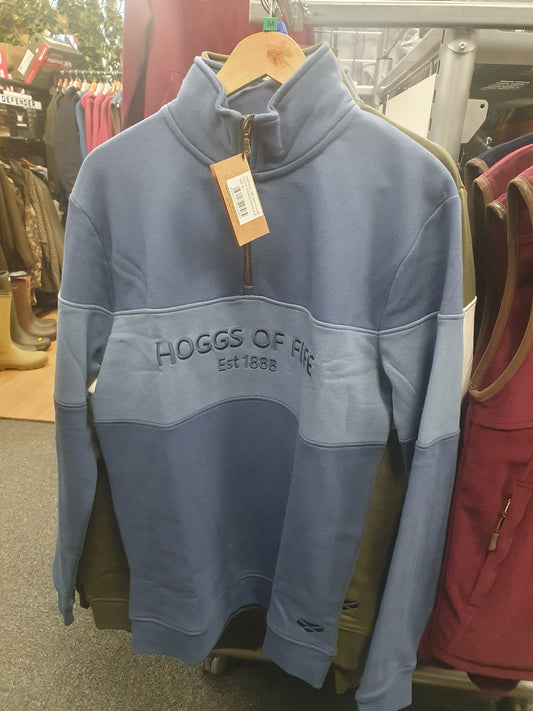 M
DEFENDER
HOGGS OF FIFE
Est 1888